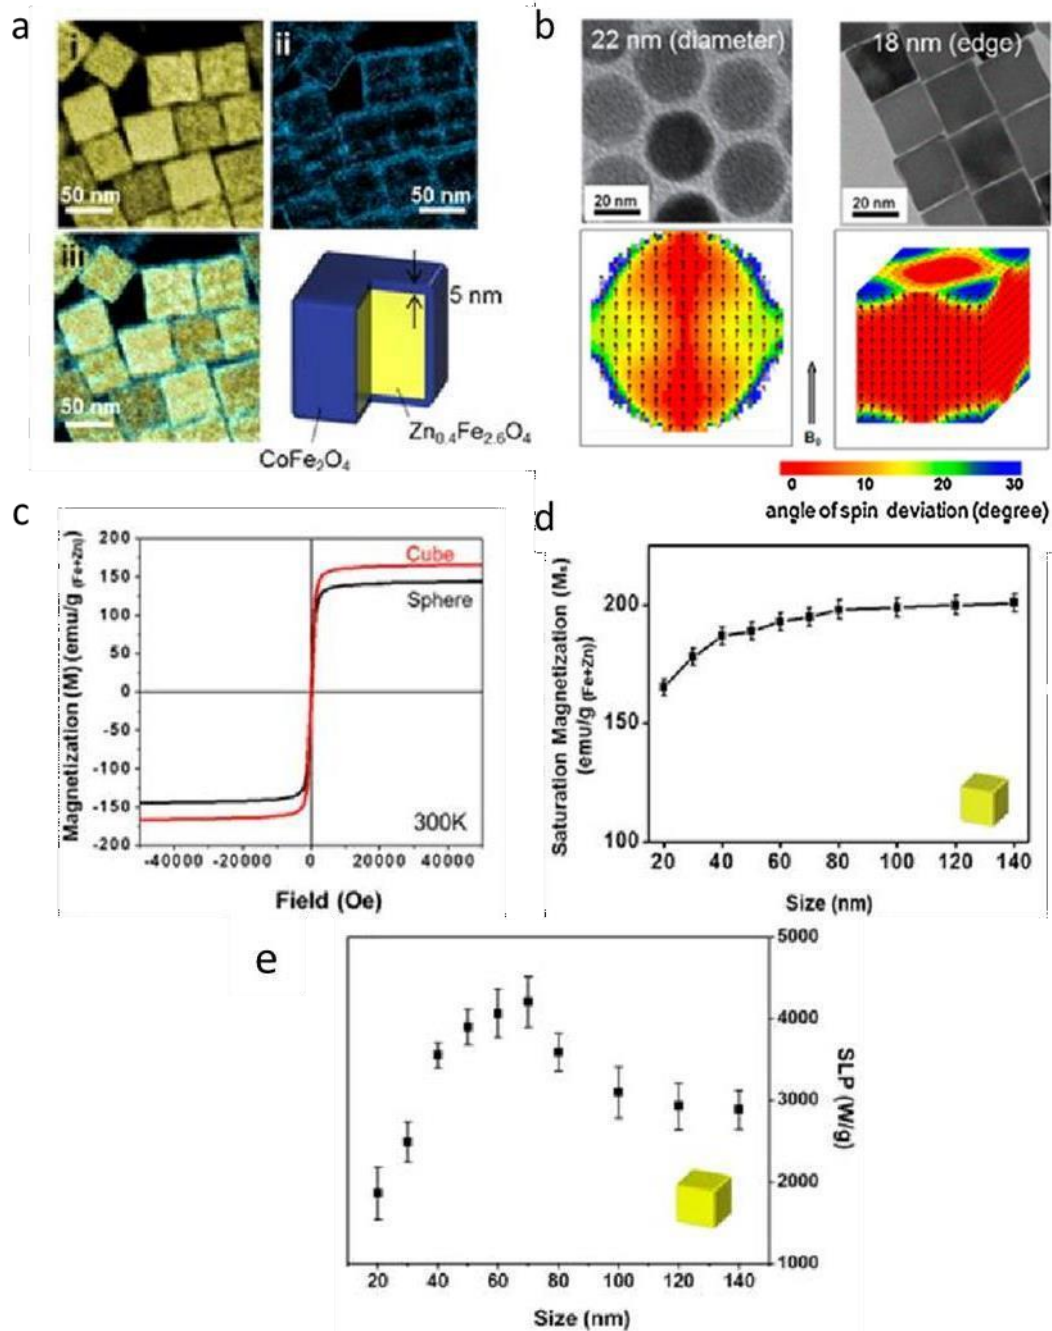 a
i
50 nm
ii
50 nm
iii
50 nm
5 nm
Zn0.4Fe2.6O4
CoFe2O4
b
22 nm (diameter)
20 nm
18 nm (edge)
20 nm
B0
0 10 20 30
angle of spin deviation (degree)
c
Magnetization (M) (emu/g (Fe+Zn))
200
150
100
50
0
-50
-100
-150
-200
Cube
Sphere
300K
-40000 -20000 0 20000 40000
Field (Oe)
d
Saturation Magnetization (Ms)
(emu/g (Fe+Zn))
200
150
100
20 40 60 80 100 120 140
Size (nm)
e
5000
4000
3000
2000
1000
SLP (W/g)
20 40 60 80 100 120 140
Size (nm)